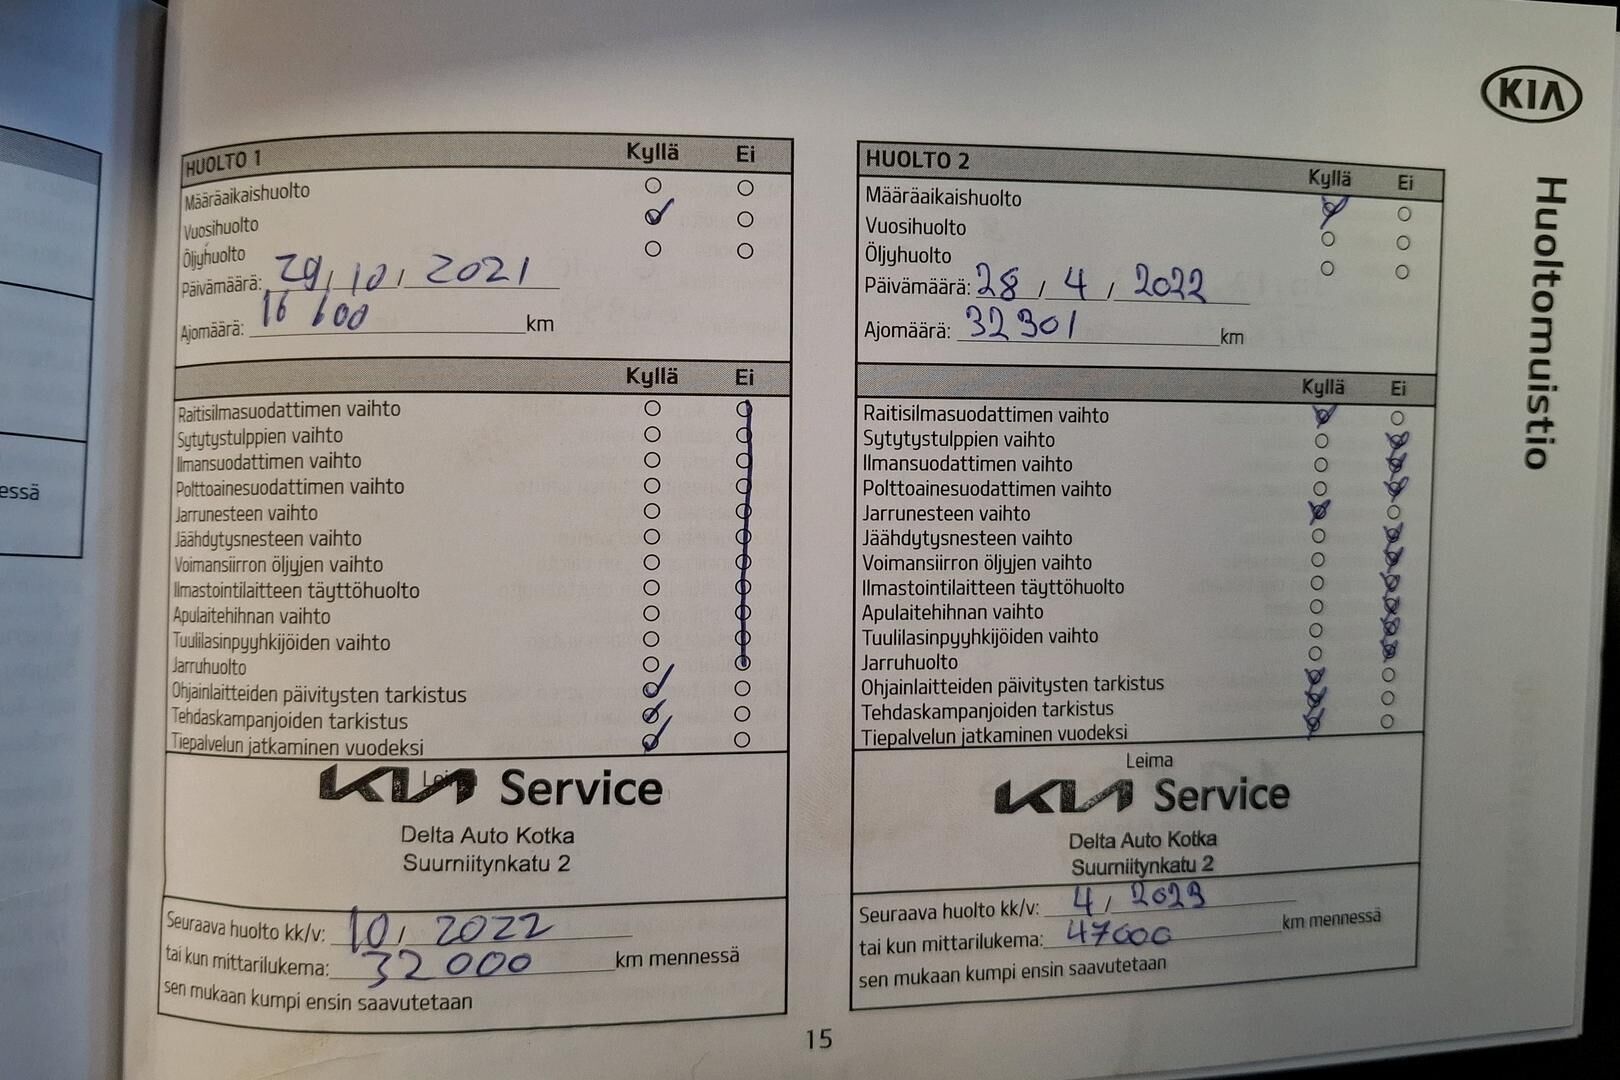 KIA
Huoltomuistio
essä
HUOLTO 1 Kyllä Ei
Määräaikaishuolto
Vuosihuolto
Öljyhuolto
Päivämäärä: 29 / 10 / 2021
Ajomäärä: 16 600 km
Kyllä Ei
Raitisilmasuodattimen vaihto
Sytytystulppien vaihto
Ilmansuodattimen vaihto
Polttoainesuodattimen vaihto
Jarrunesteen vaihto
Jäähdytysnesteen vaihto
Voimansiirron öljyjen vaihto
Ilmastointilaitteen täyttöhuolto
Apulaitehihnan vaihto
Tuulilasinpyyhkijöiden vaihto
Jarruhuolto
Ohjainlaitteiden päivitysten tarkistus
Tehdaskampanjoiden tarkistus
Tiepalvelun jatkaminen vuodeksi
KIA Service
Delta Auto Kotka
Suurniitynkatu 2
Seuraava huolto kk/v: 10 / 2022
tai kun mittarilukema: 32 000 km mennessä
sen mukaan kumpi ensin saavutetaan
HUOLTO 2 Kyllä Ei
Määräaikaishuolto
Vuosihuolto
Öljyhuolto
Päivämäärä: 28 / 4 / 2022
Ajomäärä: 32 301 km
Kyllä Ei
Raitisilmasuodattimen vaihto
Sytytystulppien vaihto
Ilmansuodattimen vaihto
Polttoainesuodattimen vaihto
Jarrunesteen vaihto
Jäähdytysnesteen vaihto
Voimansiirron öljyjen vaihto
Ilmastointilaitteen täyttöhuolto
Apulaitehihnan vaihto
Tuulilasinpyyhkijöiden vaihto
Jarruhuolto
Ohjainlaitteiden päivitysten tarkistus
Tehdaskampanjoiden tarkistus
Tiepalvelun jatkaminen vuodeksi
Leima
KIA Service
Delta Auto Kotka
Suurniitynkatu 2
Seuraava huolto kk/v: 4 / 2023
tai kun mittarilukema: 47000 km mennessä
sen mukaan kumpi ensin saavutetaan
15